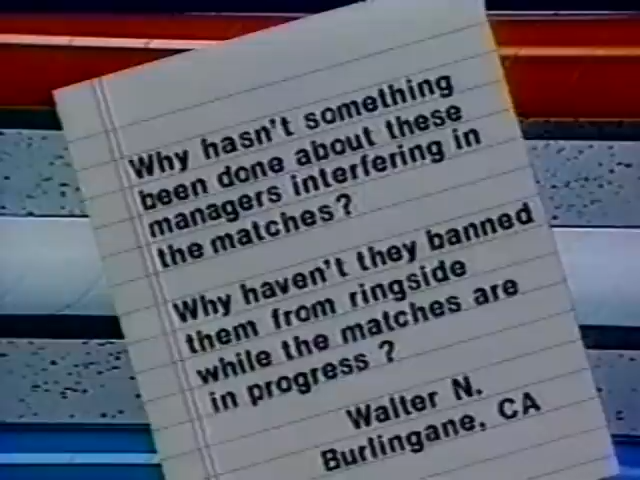 Why hasn't something
been done about these
managers interfering in
the matches?
Why haven't they banned
them from ringside
while the matches are
in progress ?
Walter N.
Burlingane, CA